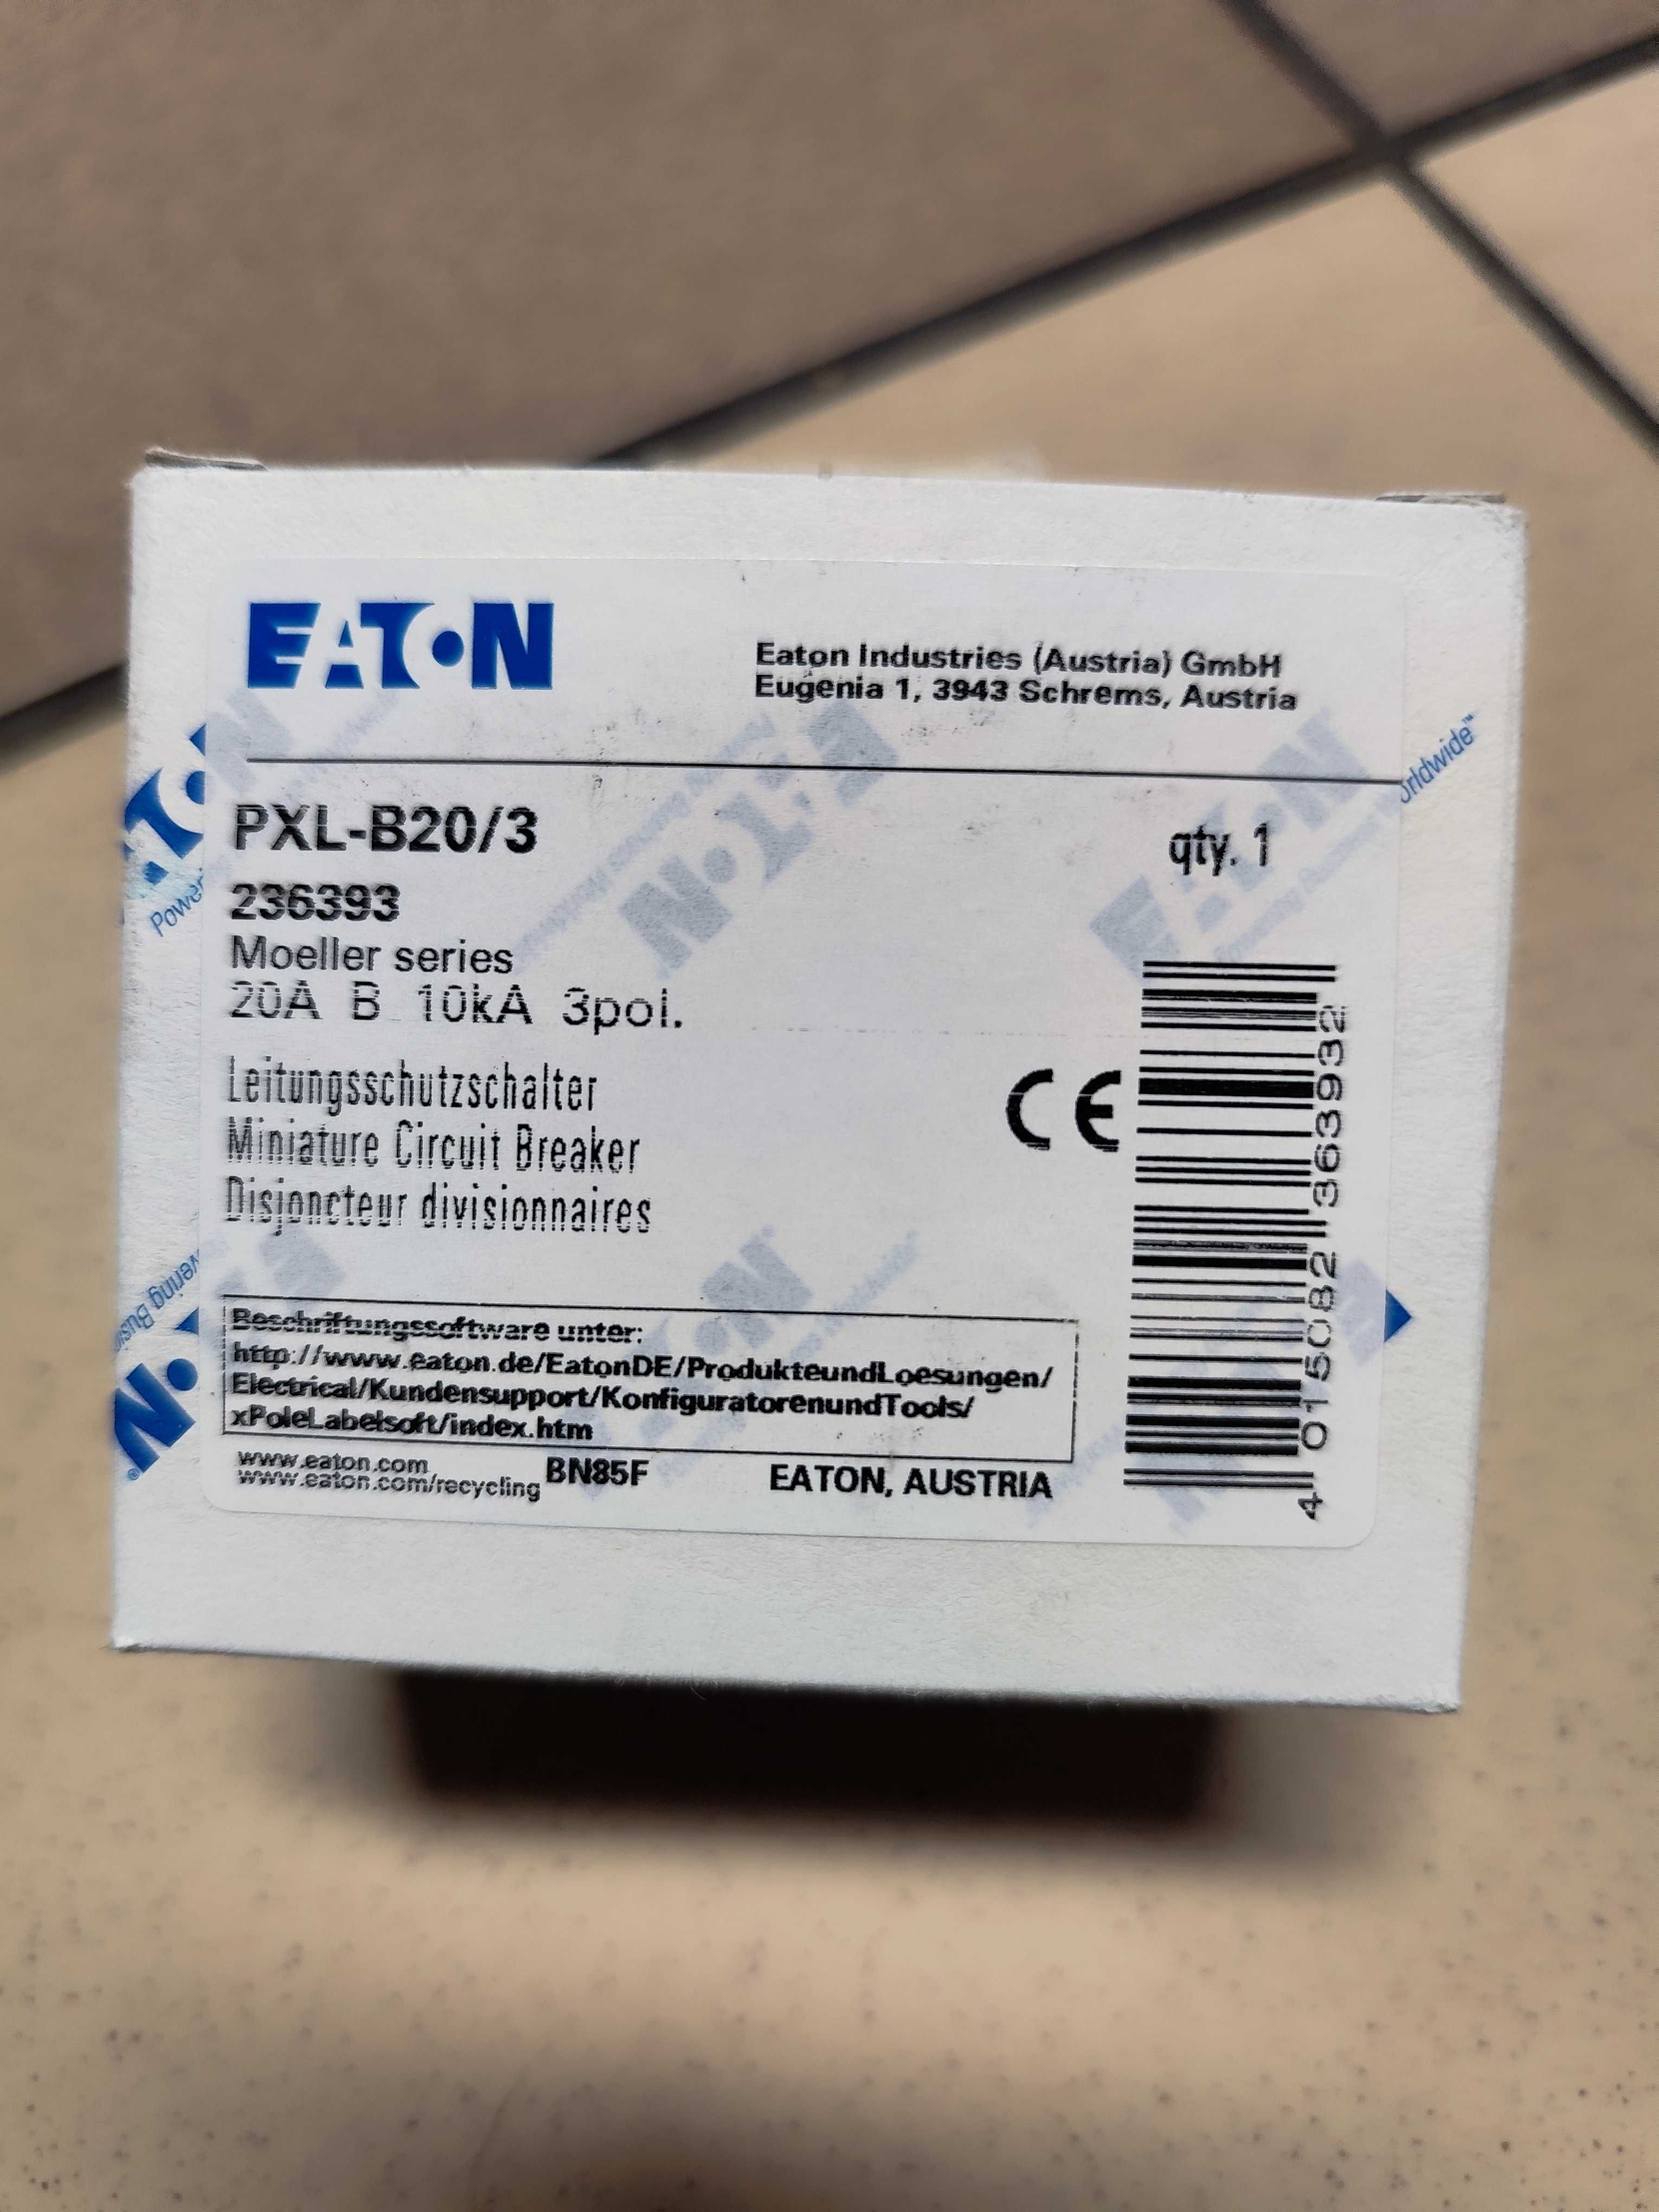 EATON
Eaton Industries (Austria) GmbH
Eugenia 1, 3943 Schrems, Austria
PXL-B20/3
qty. 1
236393
Moeller series
20A B 10kA 3pol.
Leitungsschutzschalter
Miniature Circuit Breaker
Disjoncteur divisionnaires
CE
4 015082 363932
Beschriftungssoftware unter:
http://www.eaton.de/EatonDE/ProdukteundLoesungen/
Electrical/Kundensupport/KonfiguratorenundTools/
xPoleLabelsoft/index.htm
www.eaton.com
www.eaton.com/recycling
BN85F
EATON, AUSTRIA